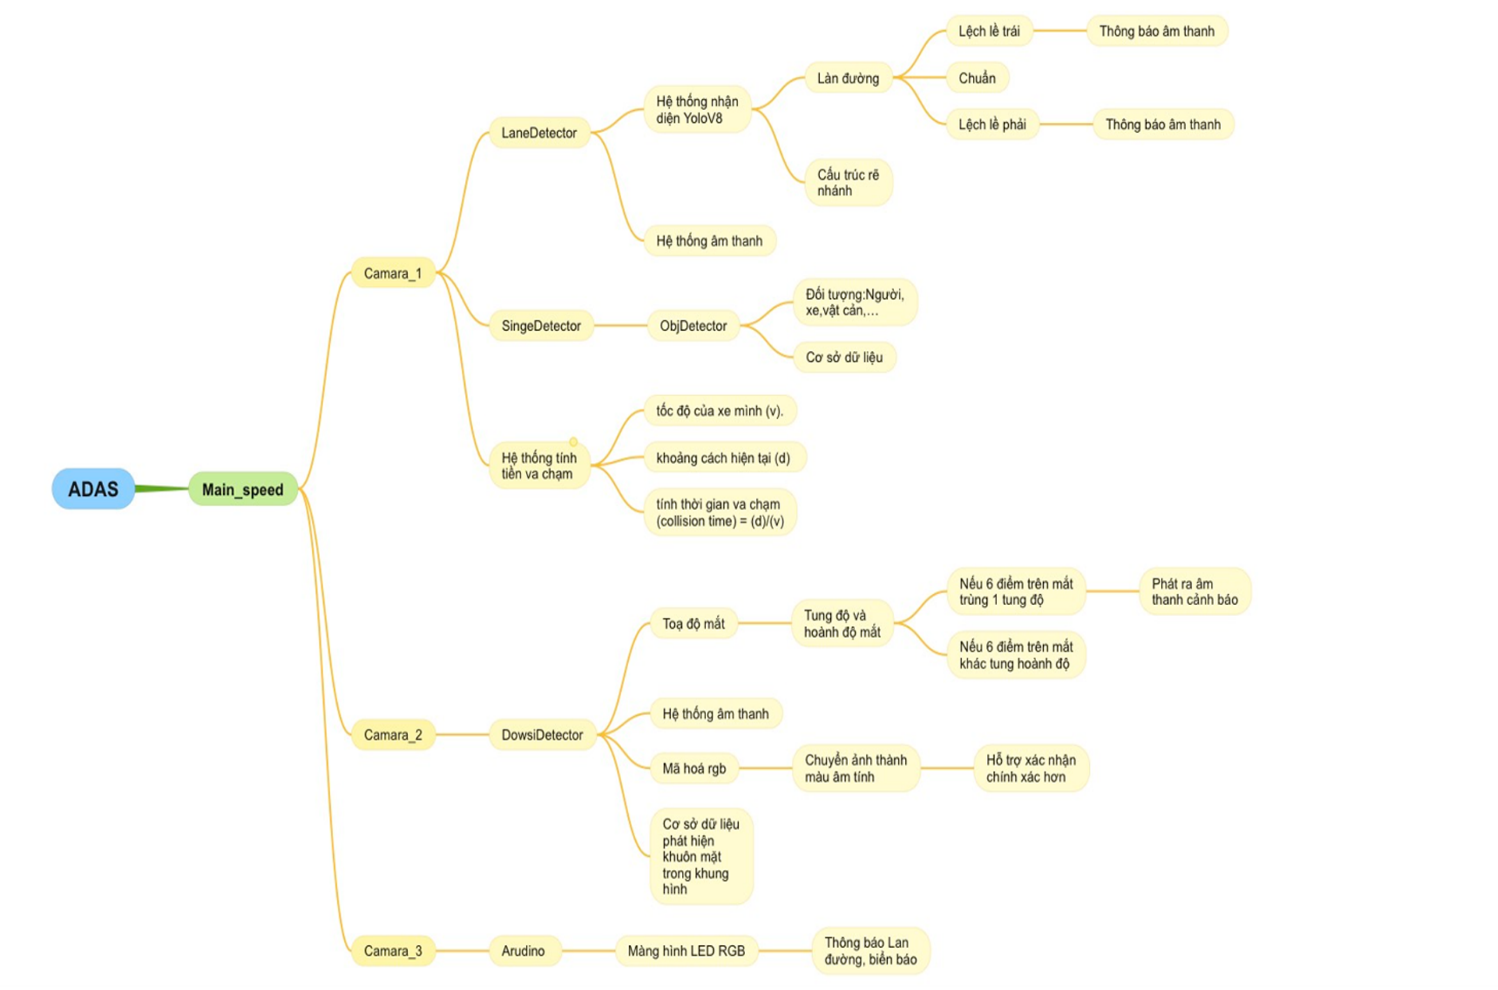 ADAS
Main_speed
Camara_1
LaneDetector
Hệ thống nhận
diện YoloV8
Làn đường
Lệch lề trái
Thông báo âm thanh
Chuẩn
Lệch lề phải
Thông báo âm thanh
Cấu trúc rẽ
nhánh
Hệ thống âm thanh
SingeDetector
ObjDetector
Đối tượng:Người,
xe,vật cản,...
Cơ sở dữ liệu
Hệ thống tính
tiền va chạm
tốc độ của xe mình (v).
khoảng cách hiện tại (d)
tính thời gian va chạm
(collision time) = (d)/(v)
Camara_2
DowsiDetector
Toạ độ mắt
Tung độ và
hoành độ mắt
Nếu 6 điểm trên mắt
trùng 1 tung độ
Phát ra âm
thanh cảnh báo
Nếu 6 điểm trên mắt
khác tung hoành độ
Hệ thống âm thanh
Mã hoá rgb
Chuyển ảnh thành
màu âm tính
Hỗ trợ xác nhận
chính xác hơn
Cơ sở dữ liệu
phát hiện
khuôn mặt
trong khung
hình
Camara_3
Arudino
Màng hình LED RGB
Thông báo Lan
đường, biển báo